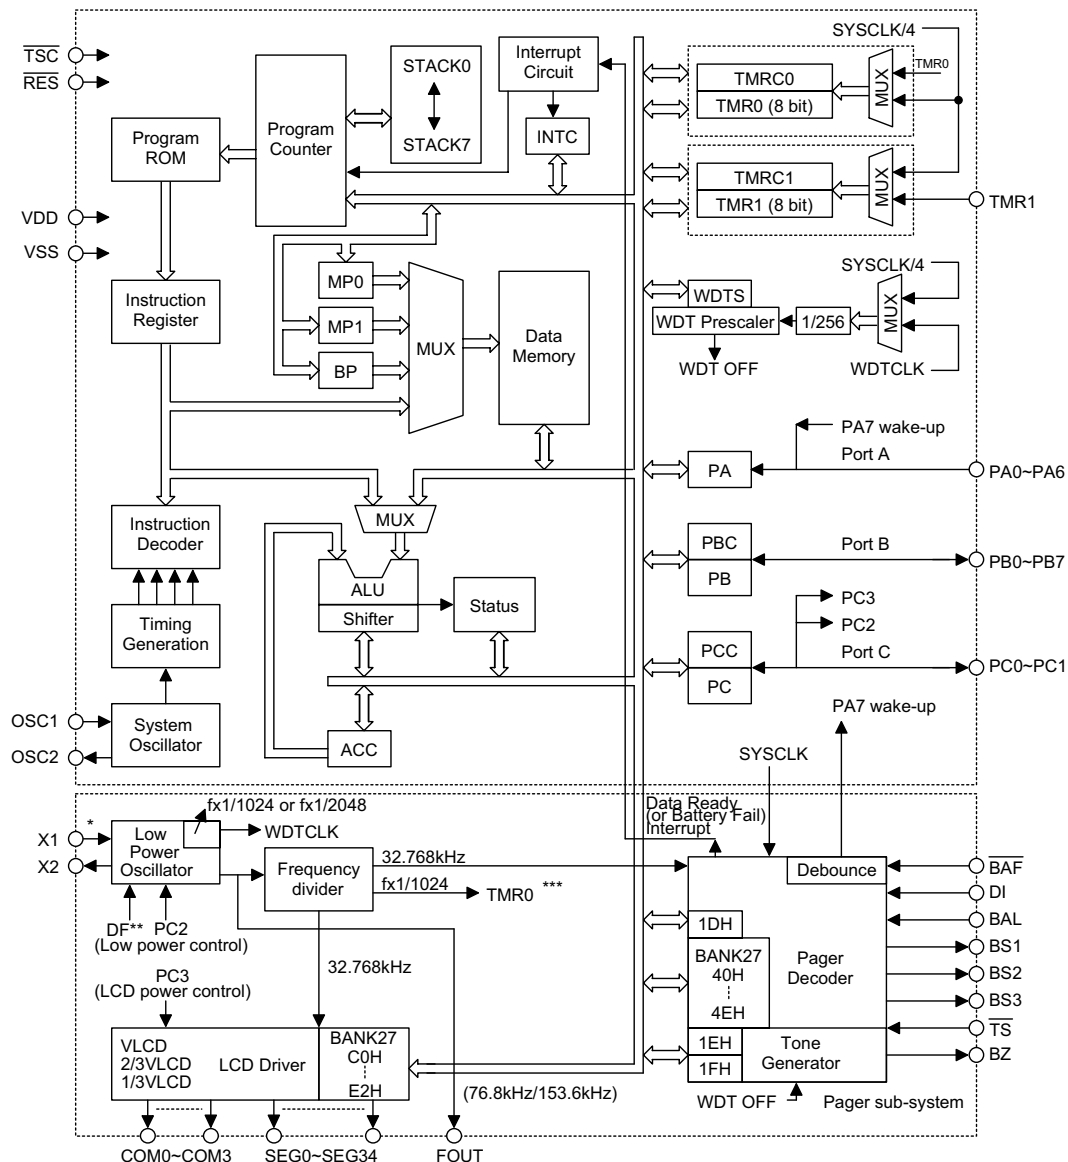 TSC
RES
VDD
VSS
OSC1
OSC2
Program
ROM
Program
Counter
STACK0
STACK7
Interrupt
Circuit
INTC
SYSCLK/4
TMRC0
TMR0 (8 bit)
MUX
TMR0
TMRC1
TMR1 (8 bit)
MUX
TMR1
Instruction
Register
MP0
MP1
BP
MUX
Data
Memory
WDTS
WDT Prescaler
1/256
MUX
SYSCLK/4
WDTCLK
WDT OFF
PA7 wake-up
PA
Port A
PA0~PA6
Instruction
Decoder
MUX
ALU
Shifter
Status
PBC
PB
Port B
PB0~PB7
Timing
Generation
PC3
PC2
PCC
PC
Port C
PC0~PC1
System
Oscillator
ACC
PA7 wake-up
SYSCLK
X1
*
X2
Low
Power
Oscillator
fx1/1024 or fx1/2048
WDTCLK
Frequency
divider
32.768kHz
fx1/1024
TMR0 ***
DF**
PC2
(Low power control)
PC3
(LCD power control)
32.768kHz
VLCD
2/3VLCD
1/3VLCD
LCD Driver
BANK27
C0H
E2H
(76.8kHz/153.6kHz)
COM0~COM3
SEG0~SEG34
FOUT
Data Ready
(or Battery Fail)
Interrupt
Debounce
1DH
BANK27
40H
4EH
Pager
Decoder
1EH
1FH
Tone
Generator
WDT OFF
Pager sub-system
BAF
DI
BAL
BS1
BS2
BS3
TS
BZ